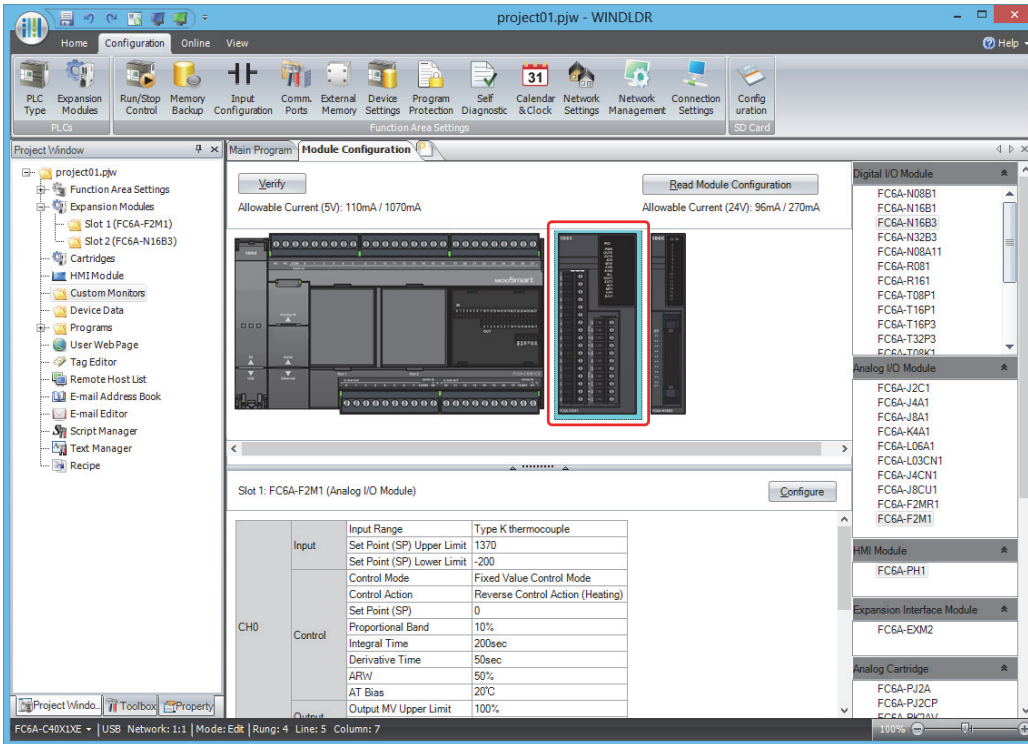 project01.pjw - WINDLDR
Home Configuration Online View Help
PLC Type
Expansion Modules
Run/Stop Control
Memory Backup
Input Configuration
Comm. Ports
External Memory
Device Settings
Program Protection
Self Diagnostic
31
Calendar & Clock
Network Settings
Network Management
Connection Settings
Config uration
PLCs
Function Area Settings
SD Card
Project Window
project01.pjw
Function Area Settings
Expansion Modules
Slot 1 (FC6A-F2M1)
Slot 2 (FC6A-N16B3)
Cartridges
HMI Module
Custom Monitors
Device Data
Programs
User Web Page
Tag Editor
Remote Host List
E-mail Address Book
E-mail Editor
Script Manager
Text Manager
Recipe
Project Windo...
Toolbox
Property
Main Program
Module Configuration
Verify
Read Module Configuration
Allowable Current (5V): 110mA / 1070mA
Allowable Current (24V): 96mA / 270mA
MICROSmart
Slot 1: FC6A-F2M1 (Analog I/O Module)
Configure
CH0
Input
Input Range Type K thermocouple
Set Point (SP) Upper Limit 1370
Set Point (SP) Lower Limit -200
Control
Control Mode Fixed Value Control Mode
Control Action Reverse Control Action (Heating)
Set Point (SP) 0
Proportional Band 10%
Integral Time 200sec
Derivative Time 50sec
ARW 50%
AT Bias 20°C
Output
Output MV Upper Limit 100%
Digital I/O Module
FC6A-N08B1
FC6A-N16B1
FC6A-N16B3
FC6A-N32B3
FC6A-N08A11
FC6A-R081
FC6A-R161
FC6A-T08P1
FC6A-T16P1
FC6A-T16P3
FC6A-T32P3
FC6A-T08K1
Analog I/O Module
FC6A-J2C1
FC6A-J4A1
FC6A-J8A1
FC6A-K4A1
FC6A-L06A1
FC6A-L03CN1
FC6A-J4CN1
FC6A-J8CU1
FC6A-F2MR1
FC6A-F2M1
HMI Module
FC6A-PH1
Expansion Interface Module
FC6A-EXM2
Analog Cartridge
FC6A-PJ2A
FC6A-PJ2CP
FC6A-PK2AV
FC6A-C40X1XE USB Network: 1:1 Mode: Edit Rung: 4 Line: 5 Column: 7
100%